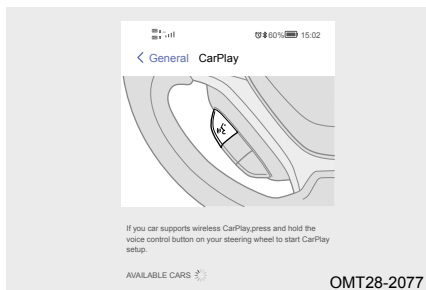 60% 15:02
General CarPlay
If you car supports wireless CarPlay,press and hold the
voice control button on your steering wheel to start CarPlay
setup.
AVAILABLE CARS
OMT28-2077